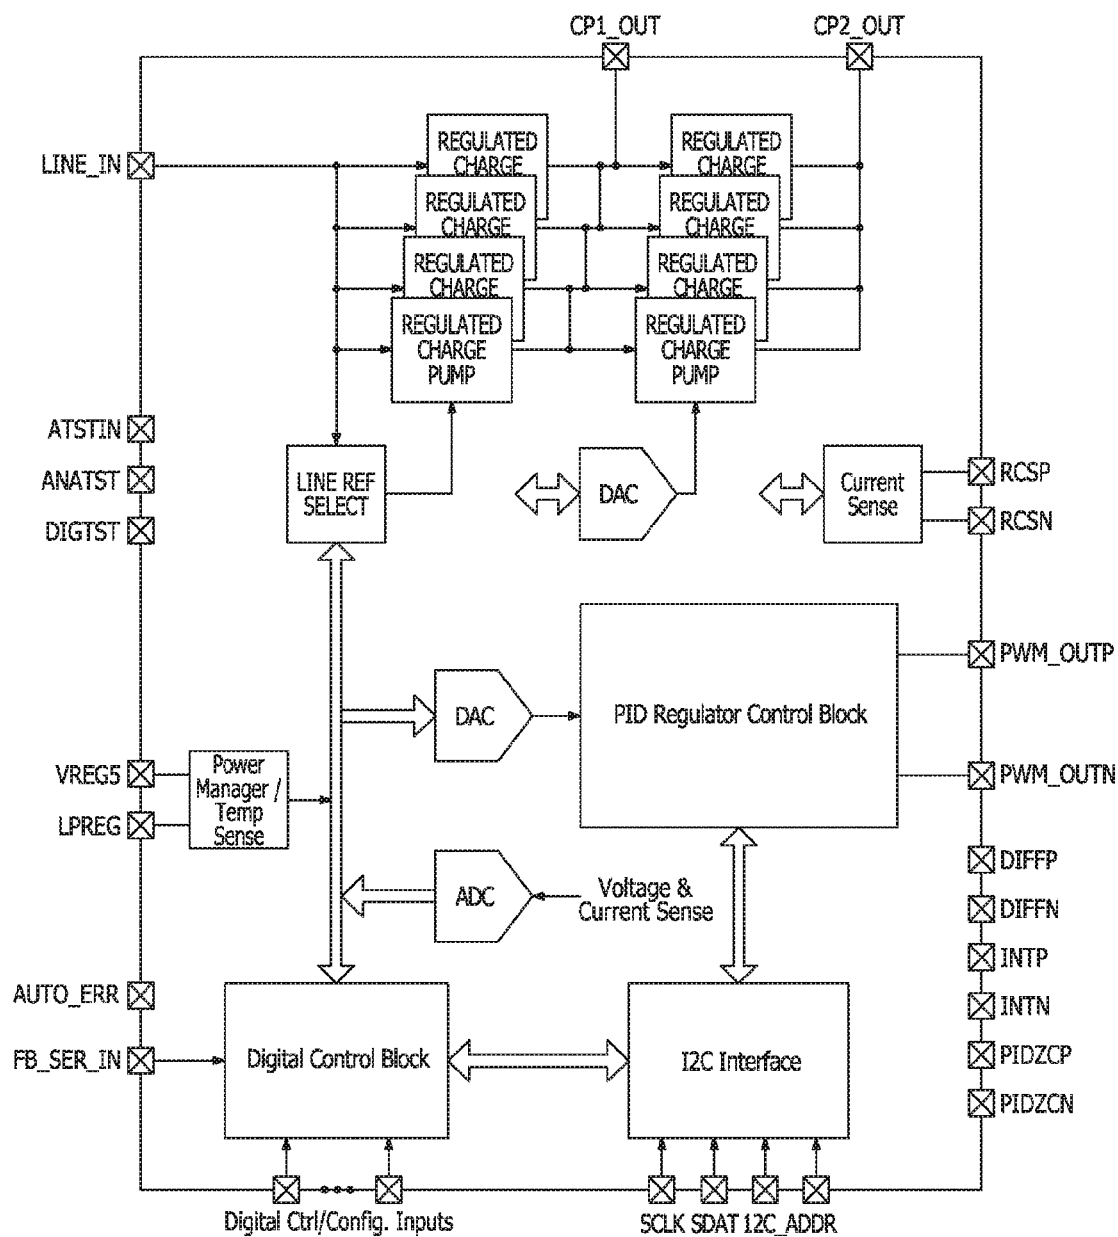 CP1_OUT
CP2_OUT
LINE_IN
REGULATED
CHARGE
REGULATED
CHARGE
REGULATED
CHARGE
REGULATED
CHARGE
PUMP
REGULATED
CHARGE
REGULATED
CHARGE
REGULATED
CHARGE
REGULATED
CHARGE
PUMP
ATSTIN
ANATST
DIGTST
LINE REF
SELECT
DAC
Current
Sense
RCSP
RCSN
DAC
PID Regulator Control Block
PWM_OUTP
PWM_OUTN
VREG5
LPREG
Power
Manager /
Temp
Sense
ADC
Voltage &
Current Sense
DIFFP
DIFFN
INTP
INTN
PIDZCP
PIDZCN
AUTO_ERR
FB_SER_IN
Digital Control Block
I2C Interface
Digital Ctrl/Config. Inputs
SCLK SDAT I2C_ADDR